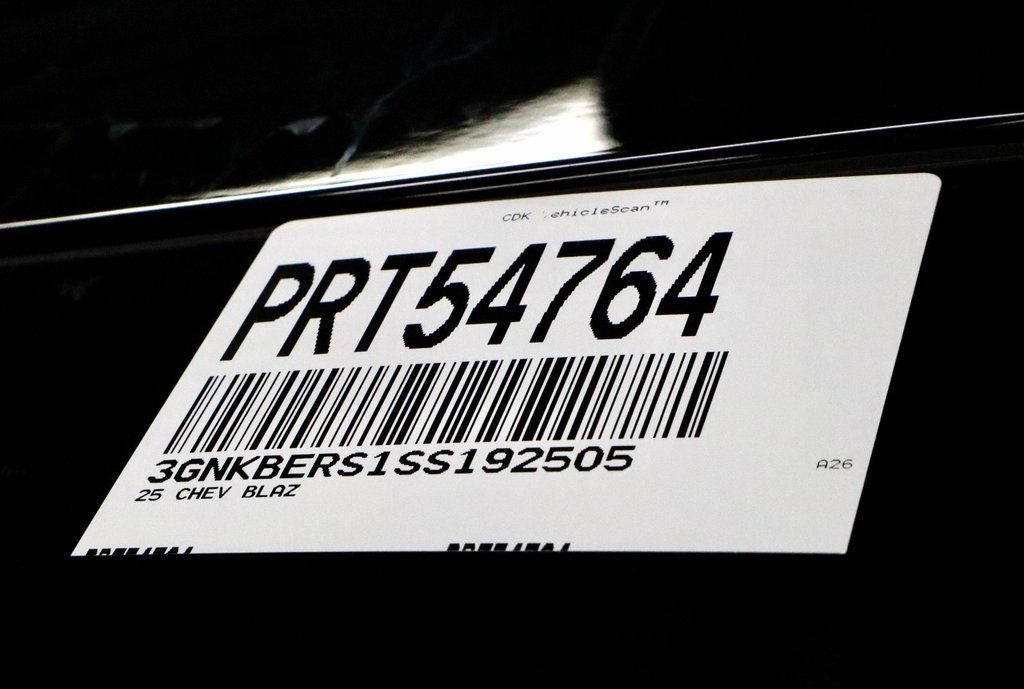 CDK VehicleScan™
PRT54764
3GNKBERS1SS192505
A26
25 CHEV BLAZ